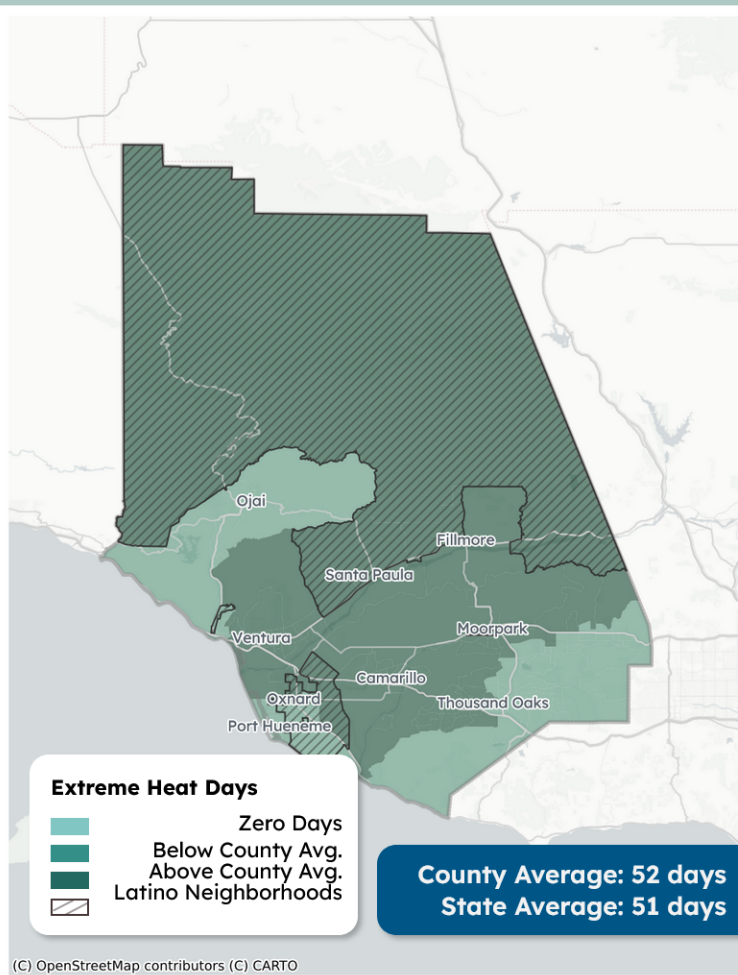 Ojai
Fillmore
Santa Paula
Moorpark
Ventura
Camarillo
Oxnard
Thousand Oaks
Port Hueneme
Extreme Heat Days
Zero Days
Below County Avg.
Above County Avg.
Latino Neighborhoods
County Average: 52 days
State Average: 51 days
(C) OpenStreetMap contributors (C) CARTO